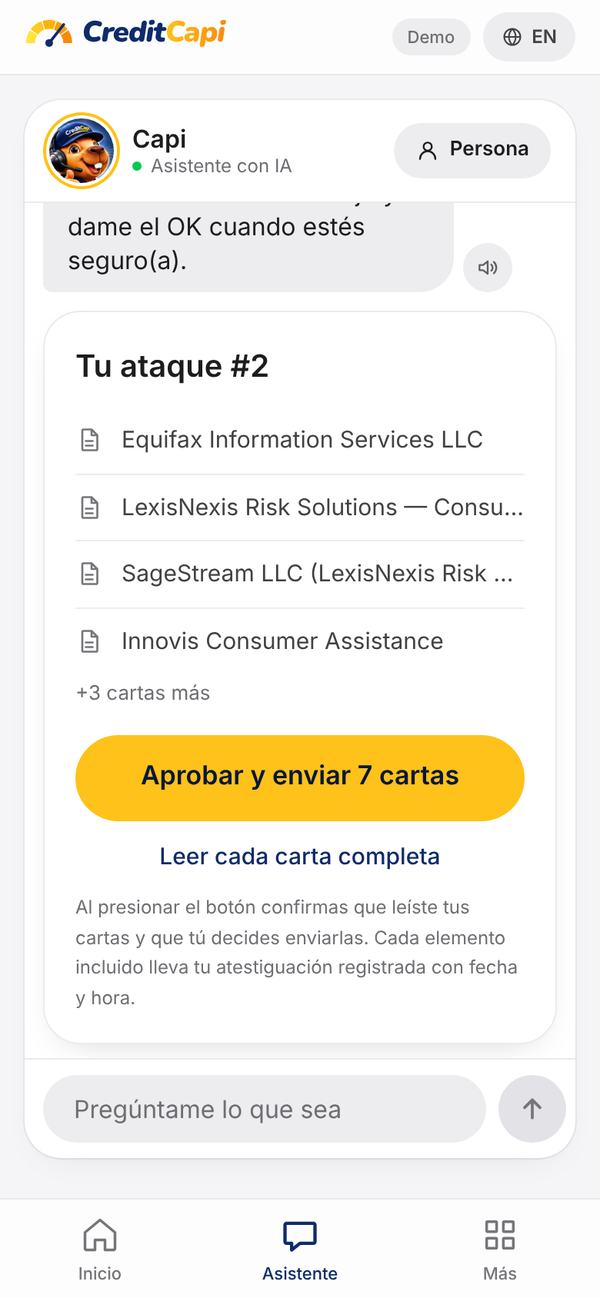 CreditCapi
Demo
EN
CreditCapi
Capi
Asistente con IA
Persona
dame el OK cuando estés
seguro(a).
Tu ataque #2
Equifax Information Services LLC
LexisNexis Risk Solutions — Consu...
SageStream LLC (LexisNexis Risk ...
Innovis Consumer Assistance
+3 cartas más
Aprobar y enviar 7 cartas
Leer cada carta completa
Al presionar el botón confirmas que leíste tus
cartas y que tú decides enviarlas. Cada elemento
incluido lleva tu atestiguación registrada con fecha
y hora.
Pregúntame lo que sea
Inicio
Asistente
Más